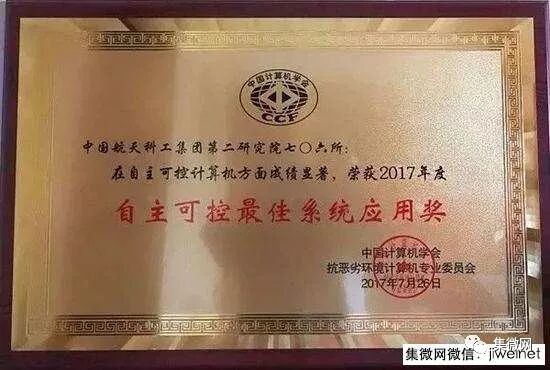 中国计算机学会
CCF
中国航天科工集团第二研究院七〇六所：
在自主可控计算机方面成绩显著，荣获2017年度
自主可控最佳系统应用奖
中国计算机学会
抗恶劣环境计算机专业委员会
2017年7月26日
集微网
集微网微信：jiweinet